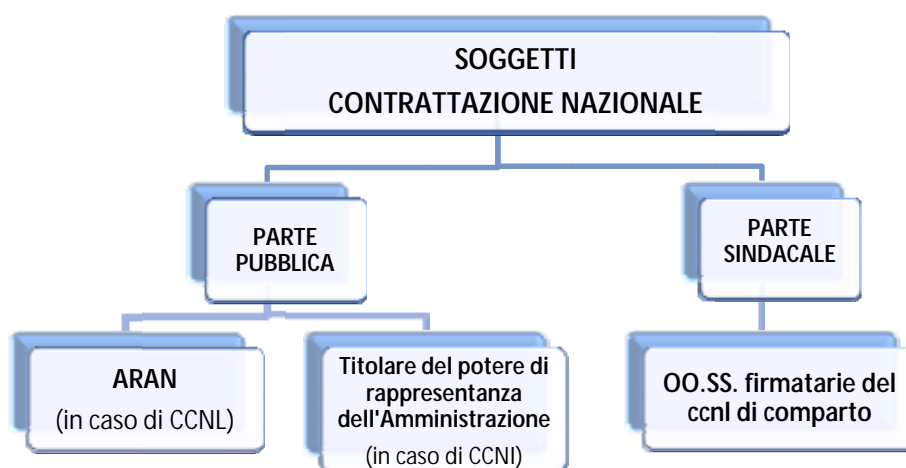 SOGGETTI
CONTRATTAZIONE NAZIONALE
PARTE
PUBBLICA
PARTE
SINDACALE
ARAN
(in caso di CCNL)
Titolare del potere di
rappresentanza
dell'Amministrazione
(in caso di CCNI)
OO.SS. firmatarie del
ccnl di comparto